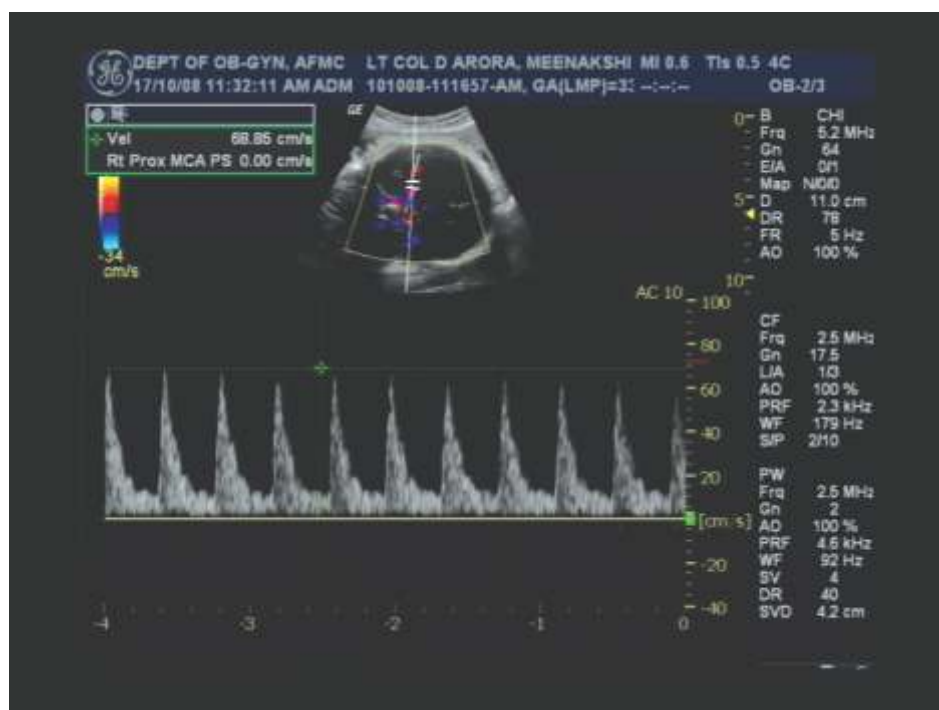 DEPT OF OB-GYN, AFMC LT COL D ARORA, MEENAKSHI MI 0.6 TIs 0.5 4C
17/10/08 11:32:11 AM ADM 101008-111657-AM, GA(LMP)=3 --:--:-- OB-2/3
GE
Vel 68.85 cm/s
Rt Prox MCA PS 0.00 cm/s
-34
cm/s
0
5
10
B CHI
Frq 5.2 MHz
Gn 64
E/A 0/1
Map N/0/0
D 11.0 cm
DR 78
FR 5 Hz
AO 100 %
AC 10
100
80
60
40
20
[cm/s]
-20
-40
CF
Frq 2.5 MHz
Gn 17.5
L/A 1/3
AO 100 %
PRF 2.3 kHz
WF 179 Hz
S/P 2/10
PW
Frq 2.5 MHz
Gn 2
AO 100 %
PRF 4.6 kHz
WF 92 Hz
SV 4
DR 40
SVD 4.2 cm
-4 -3 -2 -1 0